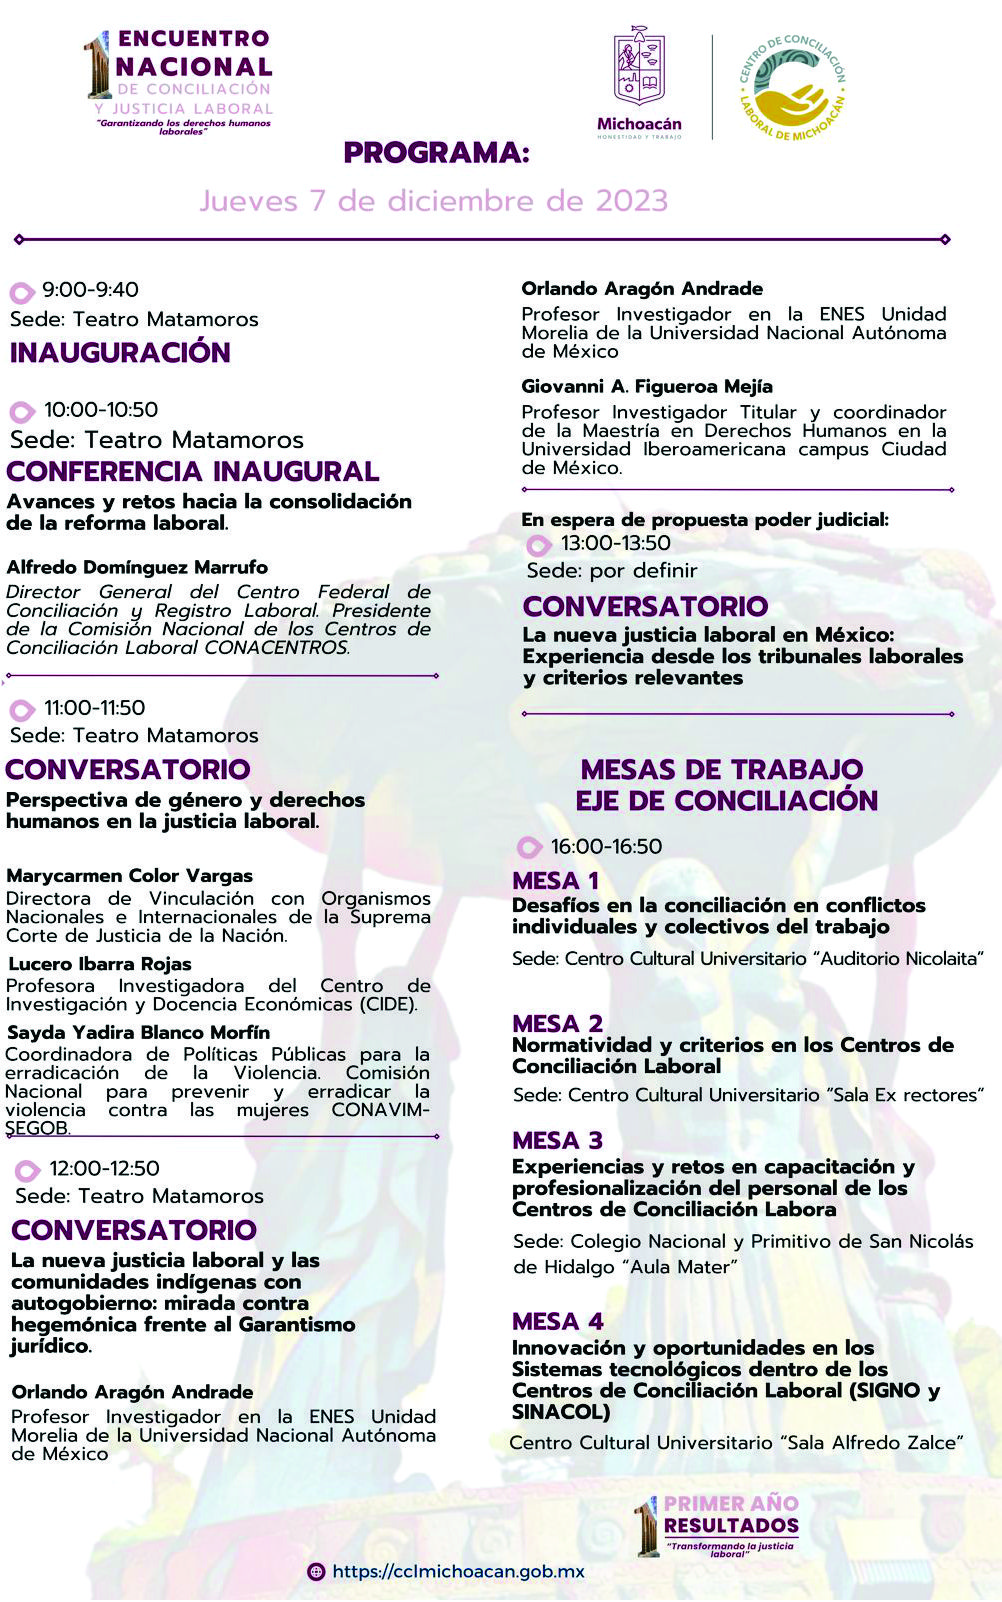 1 ENCUENTRO
NACIONAL
DE CONCILIACIÓN
Y JUSTICIA LABORAL
"Garantizando los derechos humanos
laborales"
Michoacán
HONESTIDAD Y TRABAJO
CENTRO DE CONCILIACIÓN
LABORAL DE MICHOACÁN
PROGRAMA:
Jueves 7 de diciembre de 2023
9:00-9:40
Sede: Teatro Matamoros
INAUGURACIÓN
10:00-10:50
Sede: Teatro Matamoros
CONFERENCIA INAUGURAL
Avances y retos hacia la consolidación
de la reforma laboral.
Alfredo Domínguez Marrufo
Director General del Centro Federal de
Conciliación y Registro Laboral. Presidente
de la Comisión Nacional de los Centros de
Conciliación Laboral CONACENTROS.
11:00-11:50
Sede: Teatro Matamoros
CONVERSATORIO
Perspectiva de género y derechos
humanos en la justicia laboral.
Marycarmen Color Vargas
Directora de Vinculación con Organismos
Nacionales e Internacionales de la Suprema
Corte de Justicia de la Nación.
Lucero Ibarra Rojas
Profesora Investigadora del Centro de
Investigación y Docencia Económicas (CIDE).
Sayda Yadira Blanco Morfín
Coordinadora de Políticas Públicas para la
erradicación de la Violencia. Comisión
Nacional para prevenir y erradicar la
violencia contra las mujeres CONAVIM-
SEGOB.
12:00-12:50
Sede: Teatro Matamoros
CONVERSATORIO
La nueva justicia laboral y las
comunidades indígenas con
autogobierno: mirada contra
hegemónica frente al Garantismo
jurídico.
Orlando Aragón Andrade
Profesor Investigador en la ENES Unidad
Morelia de la Universidad Nacional Autónoma
de México
Orlando Aragón Andrade
Profesor Investigador en la ENES Unidad
Morelia de la Universidad Nacional Autónoma
de México
Giovanni A. Figueroa Mejía
Profesor Investigador Titular y coordinador
de la Maestría en Derechos Humanos en la
Universidad Iberoamericana campus Ciudad
de México.
En espera de propuesta poder judicial:
13:00-13:50
Sede: por definir
CONVERSATORIO
La nueva justicia laboral en México:
Experiencia desde los tribunales laborales
y criterios relevantes
MESAS DE TRABAJO
EJE DE CONCILIACIÓN
16:00-16:50
MESA 1
Desafíos en la conciliación en conflictos
individuales y colectivos del trabajo
Sede: Centro Cultural Universitario "Auditorio Nicolaita"
MESA 2
Normatividad y criterios en los Centros de
Conciliación Laboral
Sede: Centro Cultural Universitario "Sala Ex rectores"
MESA 3
Experiencias y retos en capacitación y
profesionalización del personal de los
Centros de Conciliación Labora
Sede: Colegio Nacional y Primitivo de San Nicolás
de Hidalgo "Aula Mater"
MESA 4
Innovación y oportunidades en los
Sistemas tecnológicos dentro de los
Centros de Conciliación Laboral (SIGNO y
SINACOL)
Centro Cultural Universitario "Sala Alfredo Zalce"
1 PRIMER AÑO
RESULTADOS
"Transformando la justicia
laboral"
https://cclmichoacan.gob.mx